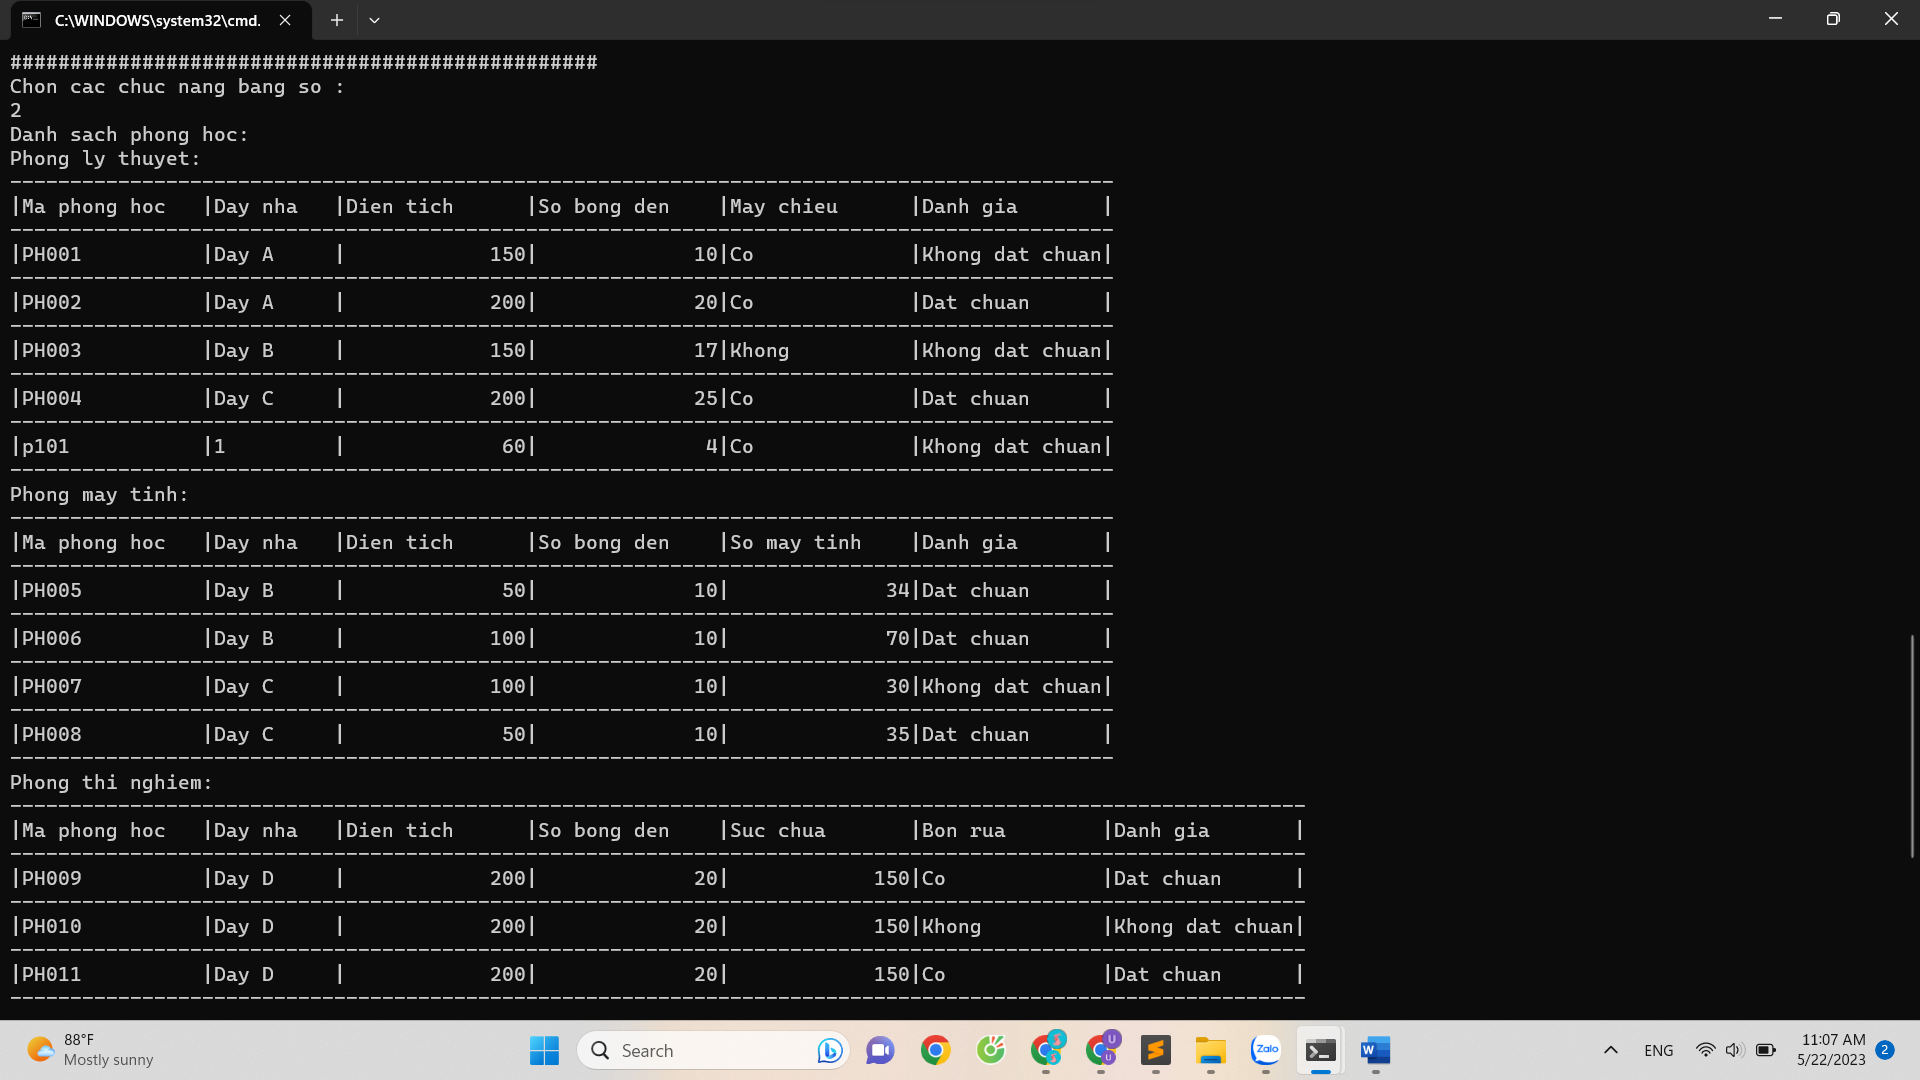 C:\WINDOWS\system32\cmd.
#################################################
Chon cac chuc nang bang so :
2
Danh sach phong hoc:
Phong ly thuyet:
--------------------------------------------------------------------------------------------
|Ma phong hoc   |Day nha   |Dien tich      |So bong den    |May chieu      |Danh gia       |
--------------------------------------------------------------------------------------------
|PH001          |Day A     |            150|             10|Co             |Khong dat chuan|
--------------------------------------------------------------------------------------------
|PH002          |Day A     |            200|             20|Co             |Dat chuan      |
--------------------------------------------------------------------------------------------
|PH003          |Day B     |            150|             17|Khong          |Khong dat chuan|
--------------------------------------------------------------------------------------------
|PH004          |Day C     |            200|             25|Co             |Dat chuan      |
--------------------------------------------------------------------------------------------
|p101           |1         |             60|              4|Co             |Khong dat chuan|
--------------------------------------------------------------------------------------------
Phong may tinh:
--------------------------------------------------------------------------------------------
|Ma phong hoc   |Day nha   |Dien tich      |So bong den    |So may tinh    |Danh gia       |
--------------------------------------------------------------------------------------------
|PH005          |Day B     |             50|             10|             34|Dat chuan      |
--------------------------------------------------------------------------------------------
|PH006          |Day B     |            100|             10|             70|Dat chuan      |
--------------------------------------------------------------------------------------------
|PH007          |Day C     |            100|             10|             30|Khong dat chuan|
--------------------------------------------------------------------------------------------
|PH008          |Day C     |             50|             10|             35|Dat chuan      |
--------------------------------------------------------------------------------------------
Phong thi nghiem:
------------------------------------------------------------------------------------------------------------
|Ma phong hoc   |Day nha   |Dien tich      |So bong den    |Suc chua       |Bon rua        |Danh gia       |
------------------------------------------------------------------------------------------------------------
|PH009          |Day D     |            200|             20|            150|Co             |Dat chuan      |
------------------------------------------------------------------------------------------------------------
|PH010          |Day D     |            200|             20|            150|Khong          |Khong dat chuan|
------------------------------------------------------------------------------------------------------------
|PH011          |Day D     |            200|             20|            150|Co             |Dat chuan      |
------------------------------------------------------------------------------------------------------------
88°F
Mostly sunny
Search
Zalo
ENG
11:07 AM
5/22/2023
2